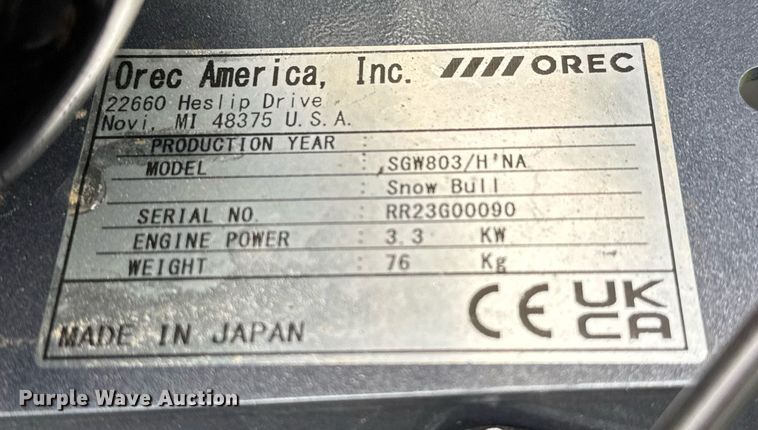 Orec America, Inc. OREC
22660 Heslip Drive
Novi, MI 48375 U.S.A.
PRODUCTION YEAR :
MODEL : SGW803/H'NA
: Snow Bull
SERIAL NO. : RR23G00090
ENGINE POWER : 3.3 KW
WEIGHT : 76 Kg
CE UK
CA
MADE IN JAPAN
Purple Wave Auction